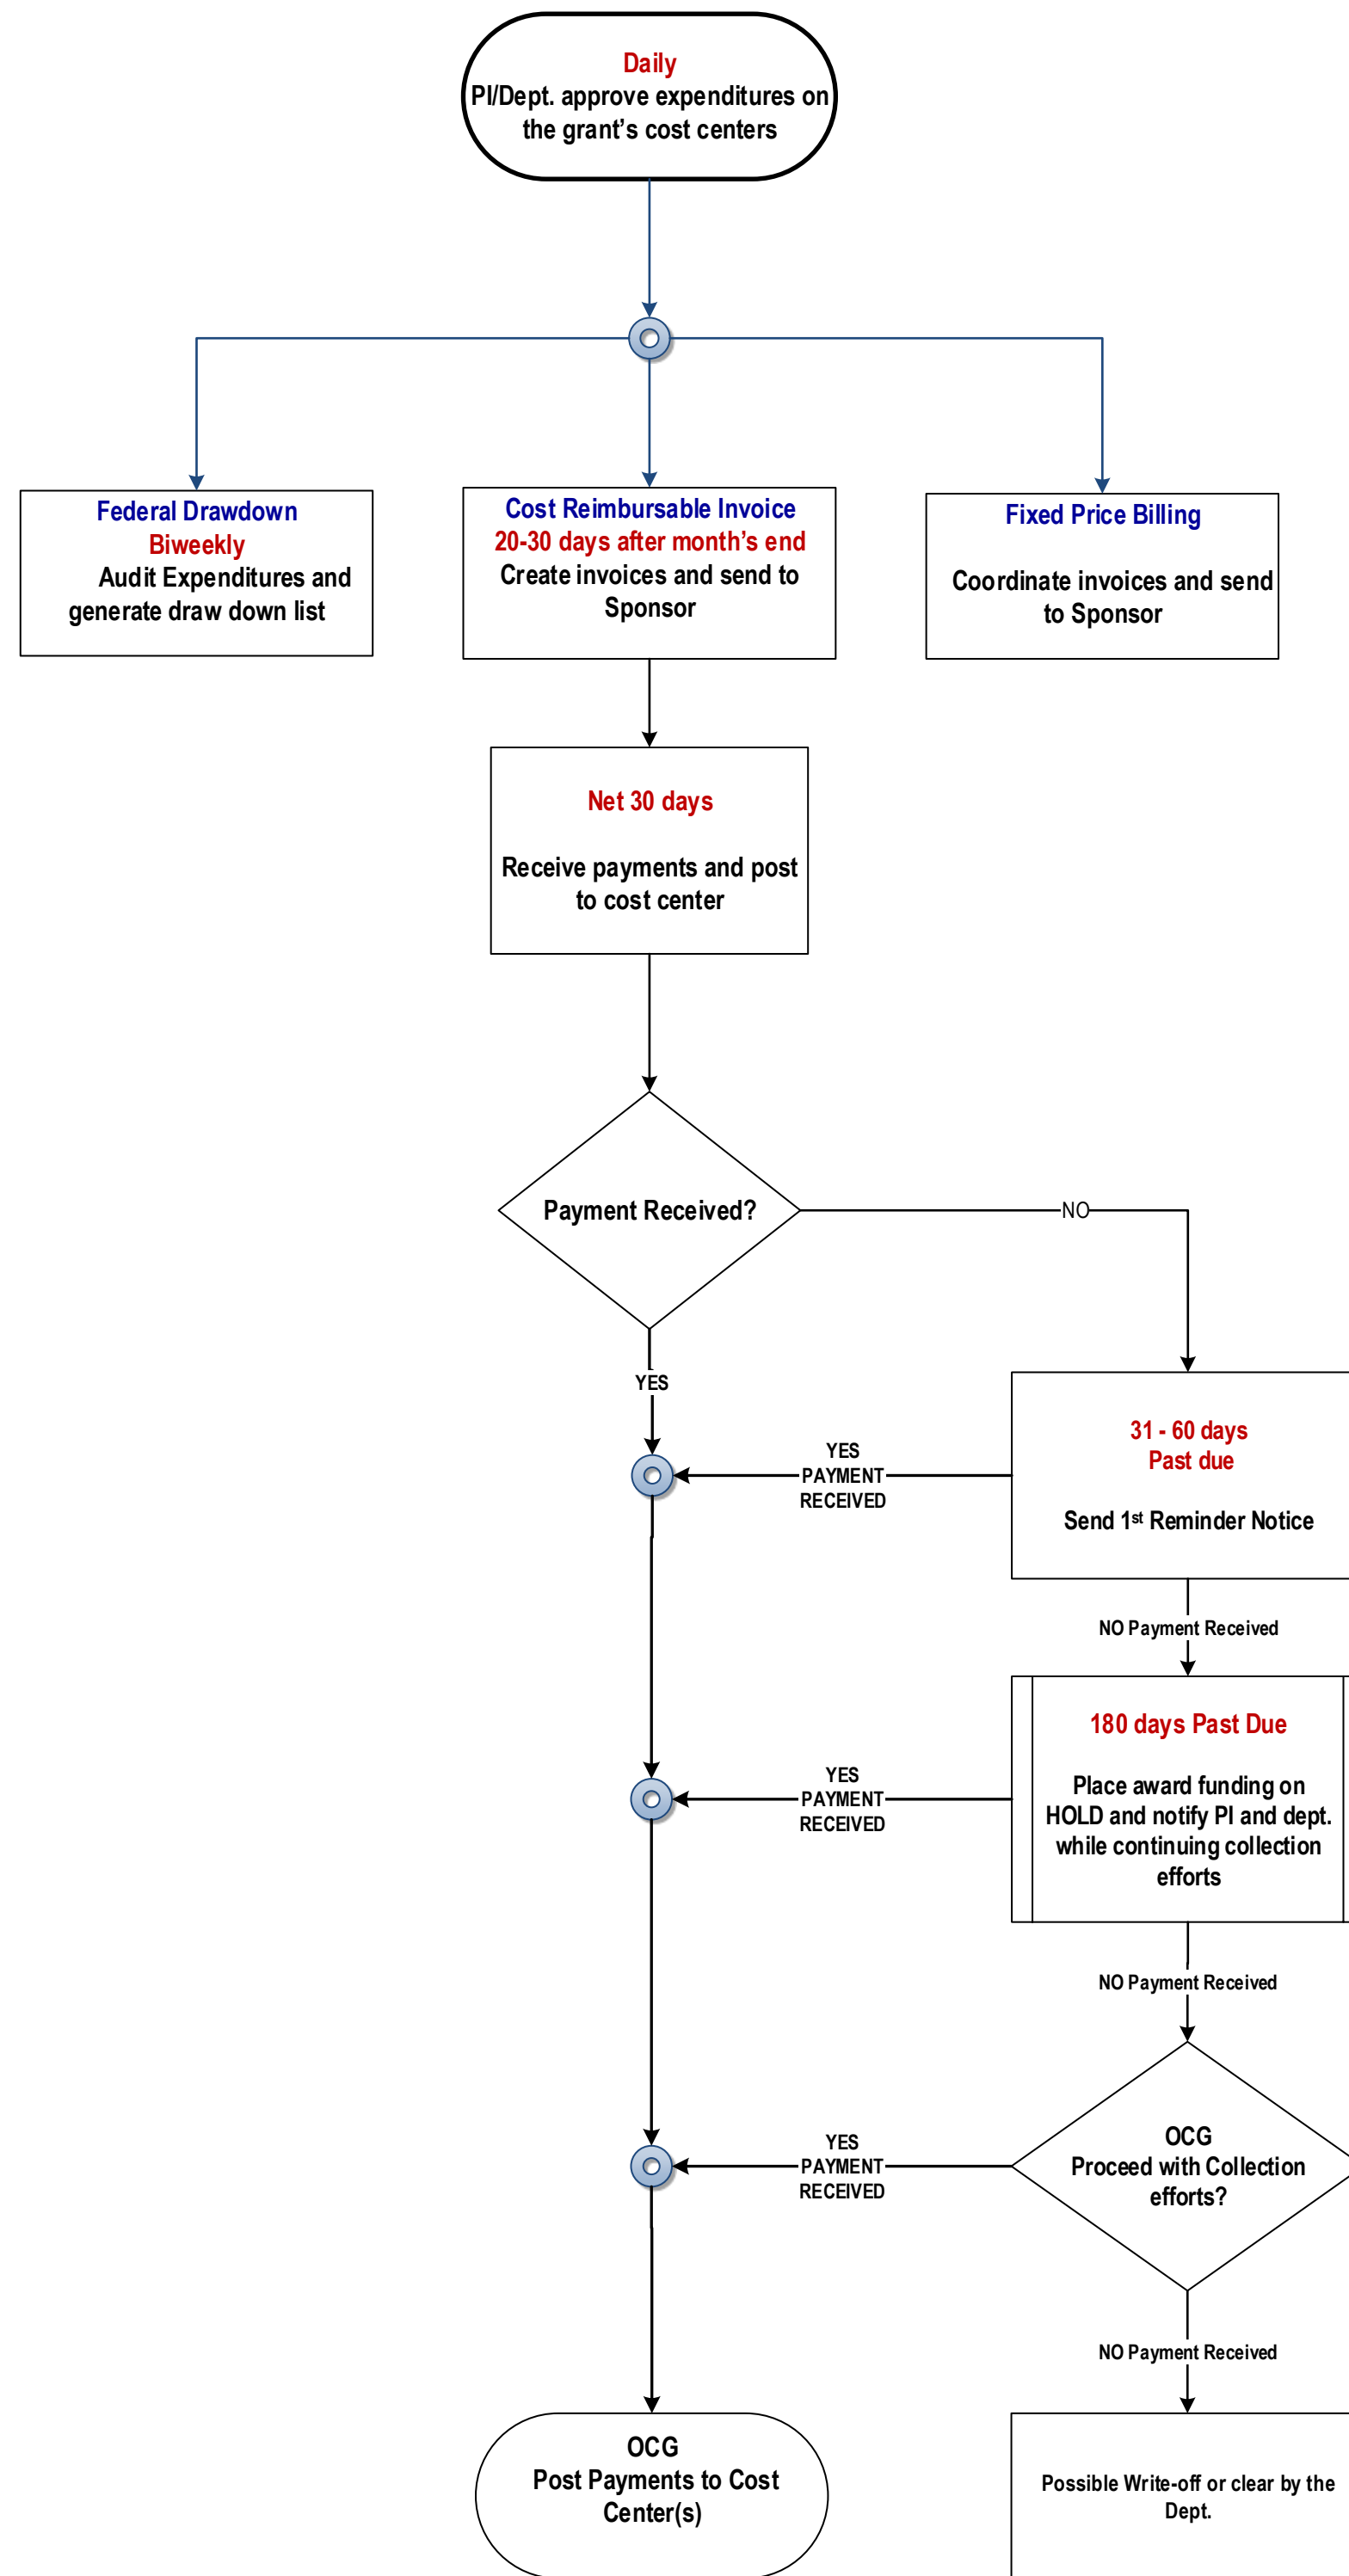 Daily
PI/Dept. approve expenditures on
the grant's cost centers
Federal Drawdown
Biweekly
Audit Expenditures and
generate draw down list
Cost Reimbursable Invoice
20-30 days after month's end
Create invoices and send to
Sponsor
Fixed Price Billing
Coordinate invoices and send
to Sponsor
Net 30 days
Receive payments and post
to cost center
Payment Received?
NO
YES
31 - 60 days
Past due
Send 1st Reminder Notice
YES
PAYMENT
RECEIVED
NO Payment Received
180 days Past Due
Place award funding on
HOLD and notify PI and dept.
while continuing collection
efforts
YES
PAYMENT
RECEIVED
NO Payment Received
OCG
Proceed with Collection
efforts?
YES
PAYMENT
RECEIVED
NO Payment Received
OCG
Post Payments to Cost
Center(s)
Possible Write-off or clear by the
Dept.